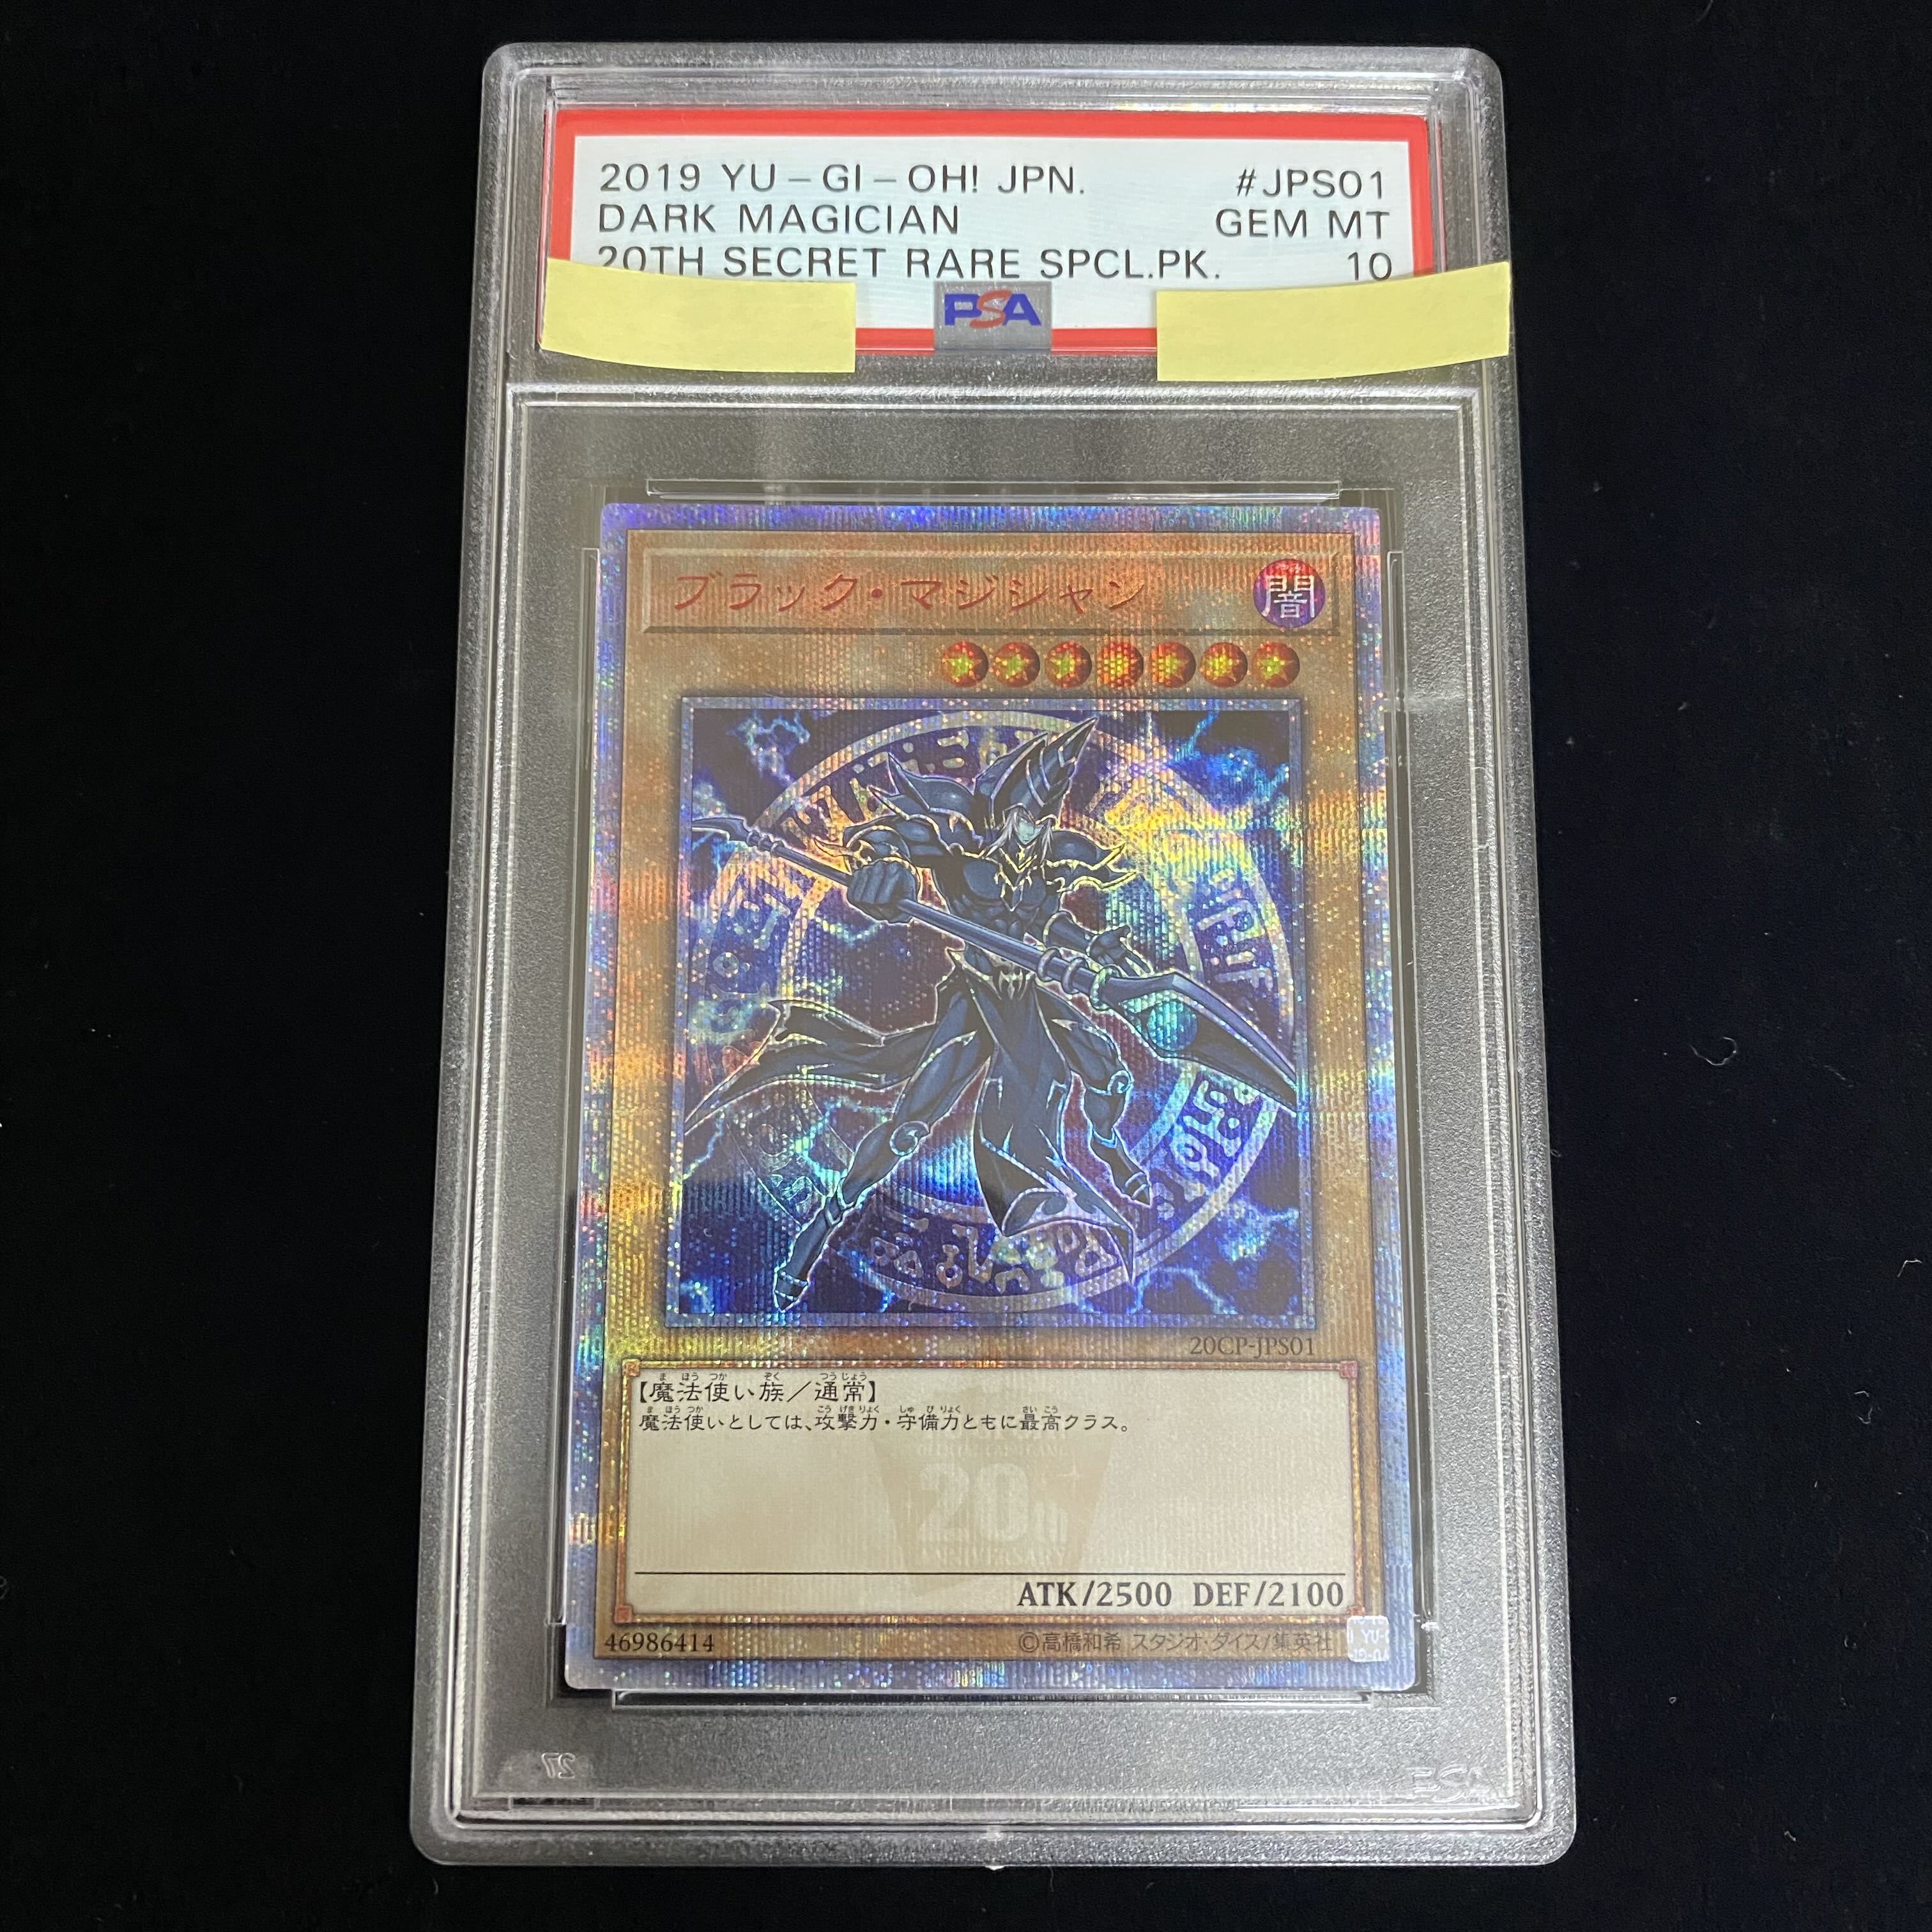 2019 YU-GI-OH! JPN. #JPS01
DARK MAGICIAN GEM MT
20TH SECRET RARE SPCL.PK. 10
PSA
ブラック・マジシャン
闇
20CP-JPS01
【魔法使い族／通常】
魔法使いとしては、攻撃力・守備力ともに最高クラス。
20th
ANNIVERSARY
ATK/2500 DEF/2100
46986414 ©高橋和希 スタジオ・ダイス/集英社